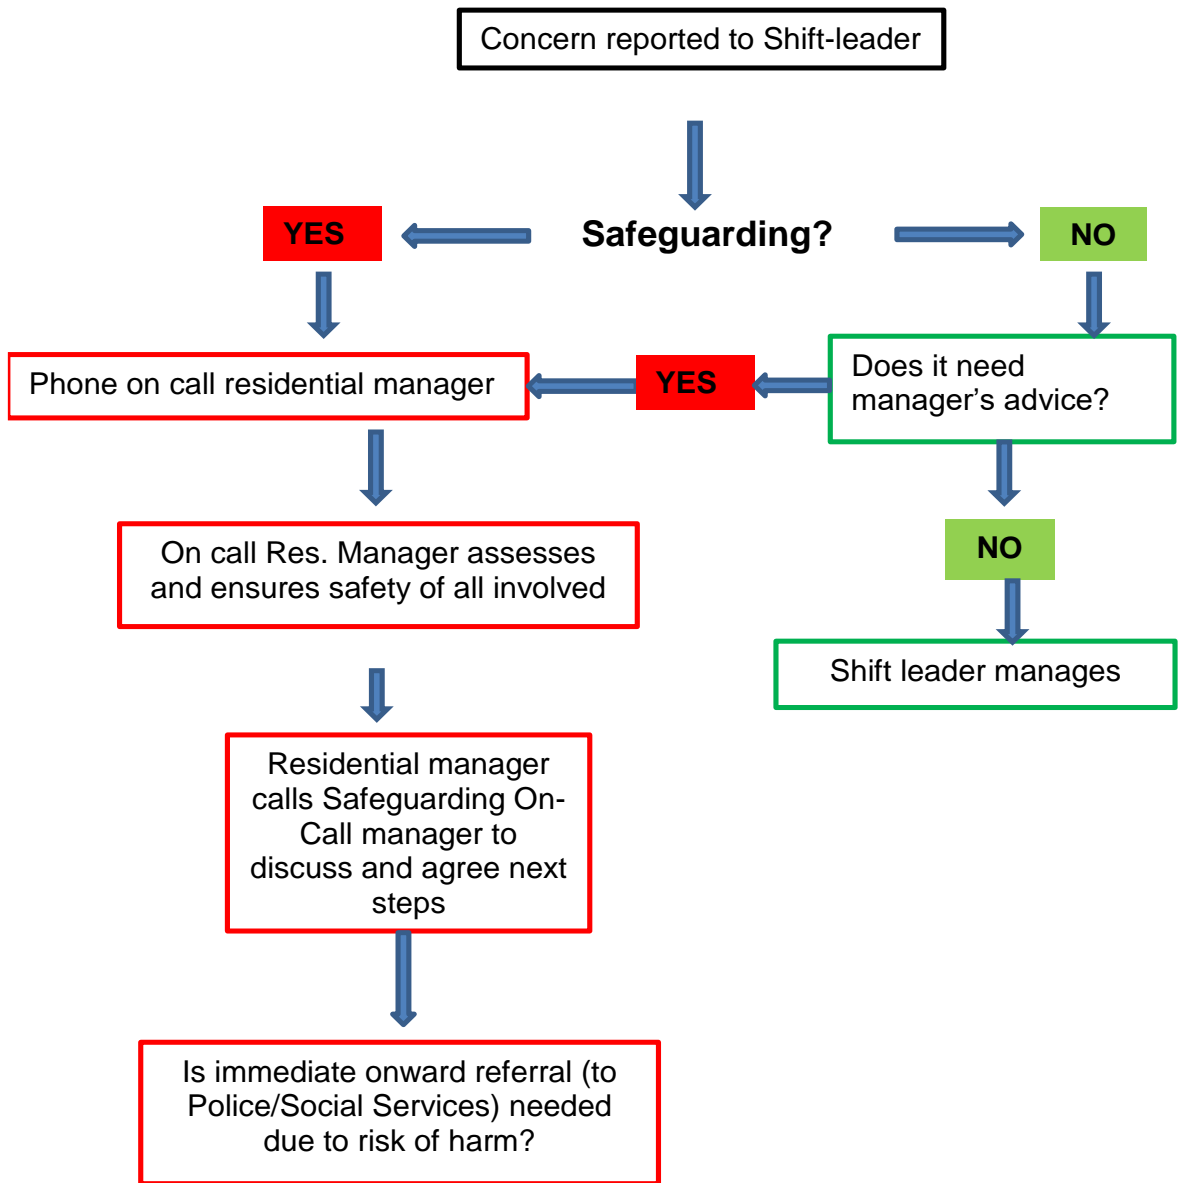 Concern reported to Shift-leader
YES
Safeguarding?
NO
Phone on call residential manager
YES
Does it need
manager’s advice?
On call Res. Manager assesses
and ensures safety of all involved
NO
Shift leader manages
Residential manager
calls Safeguarding On-
Call manager to
discuss and agree next
steps
Is immediate onward referral (to
Police/Social Services) needed
due to risk of harm?